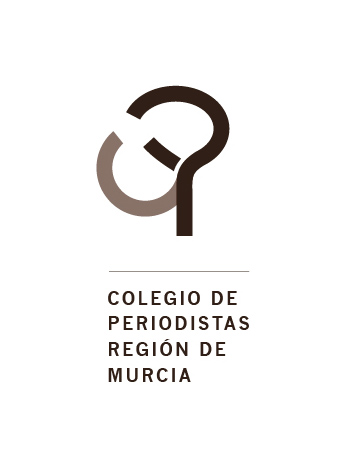 COLEGIO DE
PERIODISTAS
REGIÓN DE
MURCIA